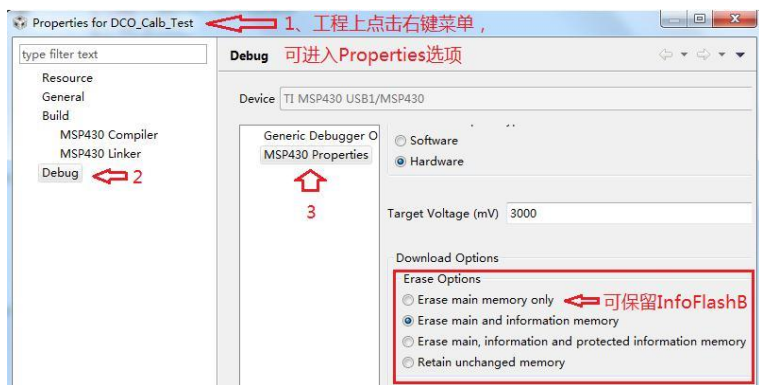 Properties for DCO_Calb_Test
1、工程上点击右键菜单，
可进入Properties选项
type filter text
Resource
General
Build
MSP430 Compiler
MSP430 Linker
Debug
2
Debug
Device TI MSP430 USB1/MSP430
Generic Debugger O
MSP430 Properties
3
Software
Hardware
Target Voltage (mV) 3000
Download Options
Erase Options
Erase main memory only 可保留InfoFlashB
Erase main and information memory
Erase main, information and protected information memory
Retain unchanged memory